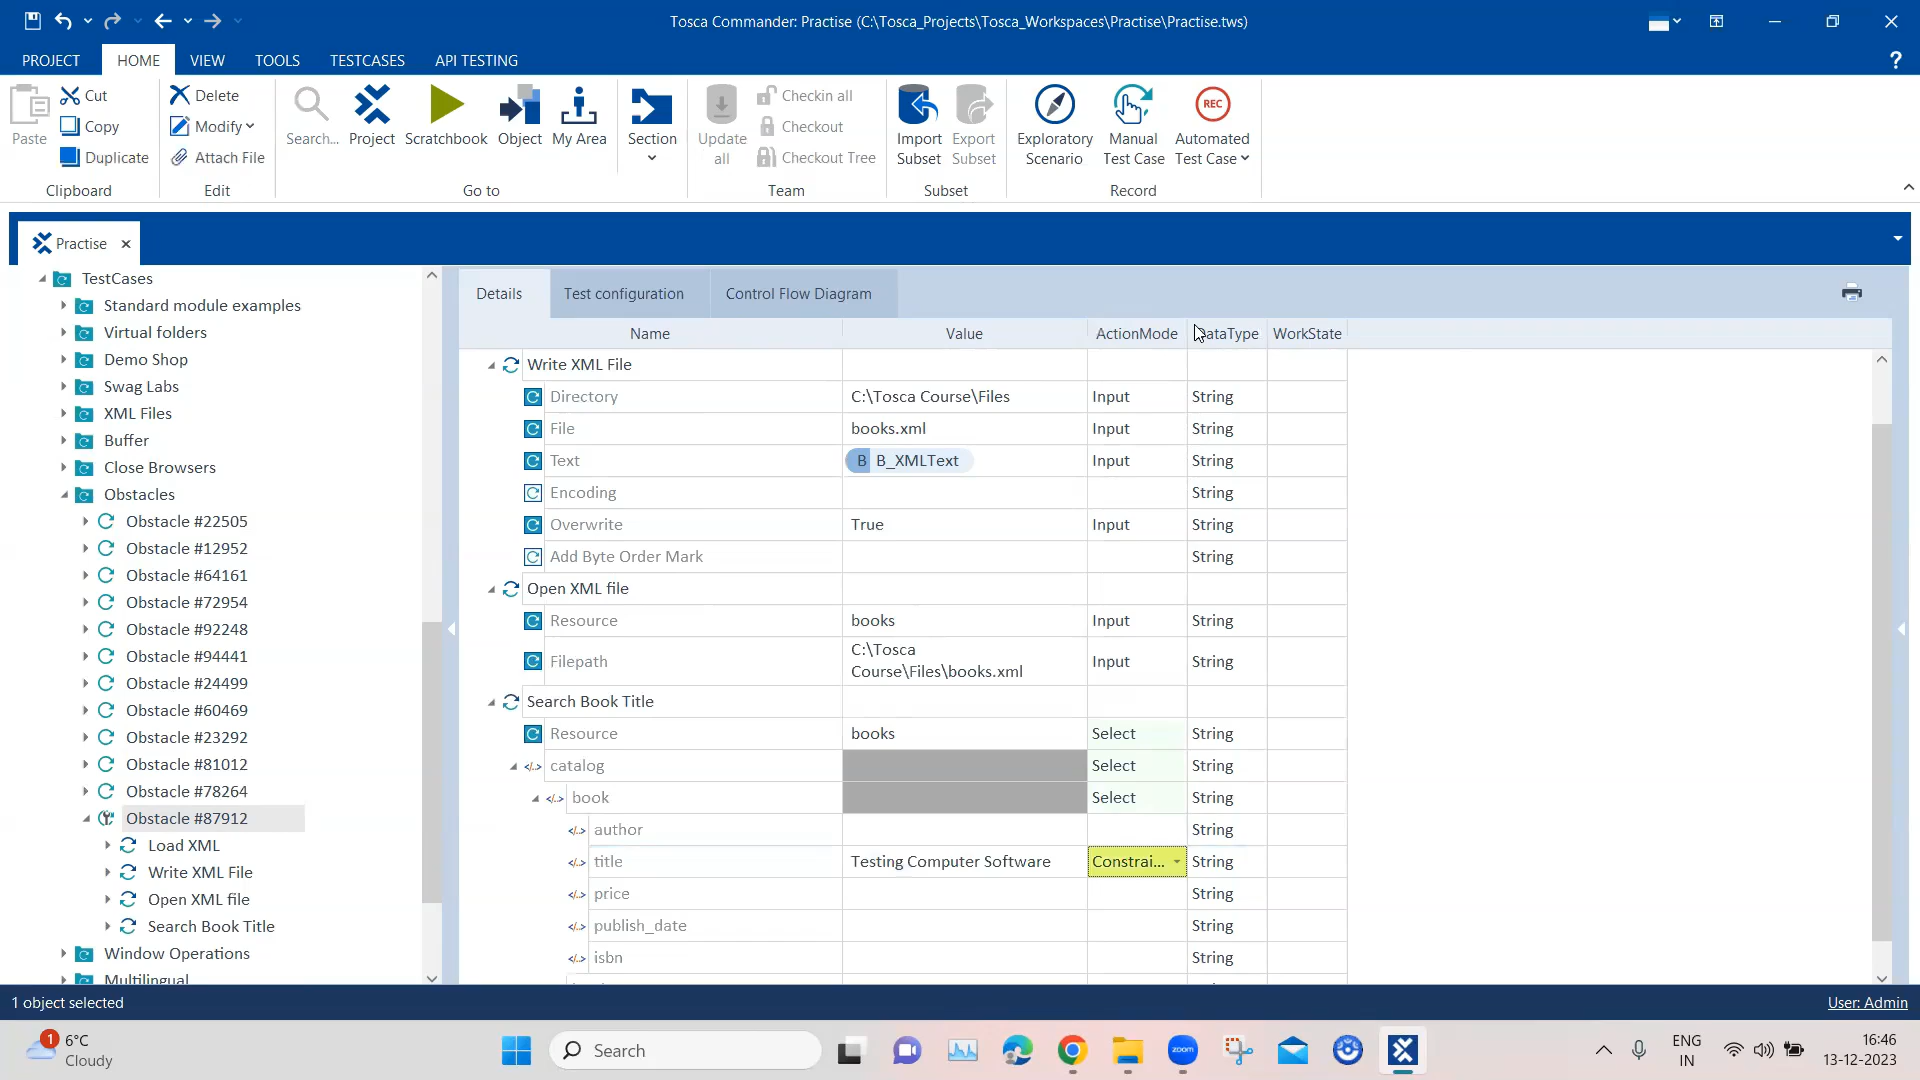 Tosca Commander: Practise (C:\Tosca_Projects\Tosca_Workspaces\Practise\Practise.tws)
PROJECT HOME VIEW TOOLS TESTCASES API TESTING ?
Paste Cut Copy Duplicate
Clipboard
Delete Modify Attach File
Edit
Search... Project Scratchbook Object My Area Section
Go to
Update all Checkin all Checkout Checkout Tree
Team
Import Subset Export Subset
Subset
Exploratory Scenario Manual Test Case REC Automated Test Case
Record
Practise
TestCases
Standard module examples
Virtual folders
Demo Shop
Swag Labs
XML Files
Buffer
Close Browsers
Obstacles
Obstacle #22505
Obstacle #12952
Obstacle #64161
Obstacle #72954
Obstacle #92248
Obstacle #94441
Obstacle #24499
Obstacle #60469
Obstacle #23292
Obstacle #81012
Obstacle #78264
Obstacle #87912
Load XML
Write XML File
Open XML file
Search Book Title
Window Operations
Multilingual
Details Test configuration Control Flow Diagram
Name Value ActionMode DataType WorkState
Write XML File
Directory C:\Tosca Course\Files Input String
File books.xml Input String
Text B B_XMLText Input String
Encoding String
Overwrite True Input String
Add Byte Order Mark String
Open XML file
Resource books Input String
Filepath C:\Tosca Course\Files\books.xml Input String
Search Book Title
Resource books Select String
catalog Select String
book Select String
author String
title Testing Computer Software Constrai... String
price String
publish_date String
isbn String
1 object selected User: Admin
1 6°C
Cloudy
Search
zoom
ENG
IN
16:46
13-12-2023